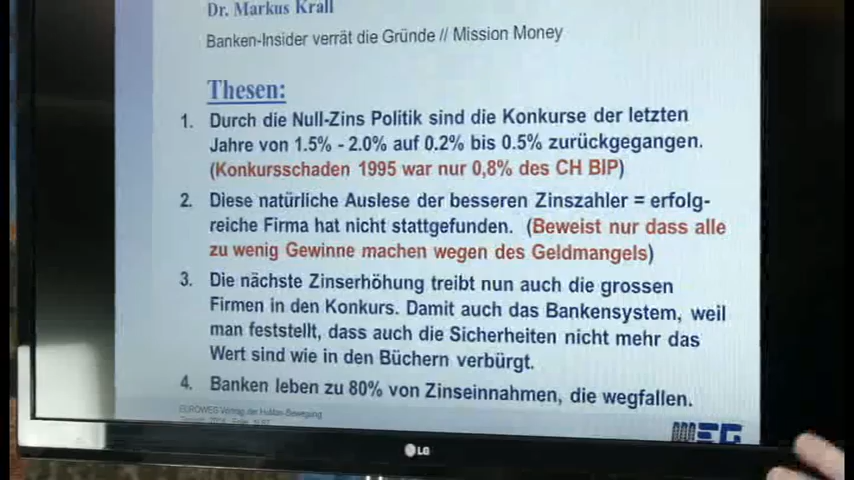 Dr. Markus Krall
Banken-Insider verrät die Gründe // Mission Money
Thesen:
1. Durch die Null-Zins Politik sind die Konkurse der letzten
Jahre von 1.5% - 2.0% auf 0.2% bis 0.5% zurückgegangen.
(Konkursschaden 1995 war nur 0,8% des CH BIP)
2. Diese natürliche Auslese der besseren Zinszahler = erfolg-
reiche Firma hat nicht stattgefunden. (Beweist nur dass alle
zu wenig Gewinne machen wegen des Geldmangels)
3. Die nächste Zinserhöhung treibt nun auch die grossen
Firmen in den Konkurs. Damit auch das Bankensystem, weil
man feststellt, dass auch die Sicherheiten nicht mehr das
Wert sind wie in den Büchern verbürgt.
4. Banken leben zu 80% von Zinseinnahmen, die wegfallen.
EUROWEG Vortrag der HuMan-Bewegung
LG